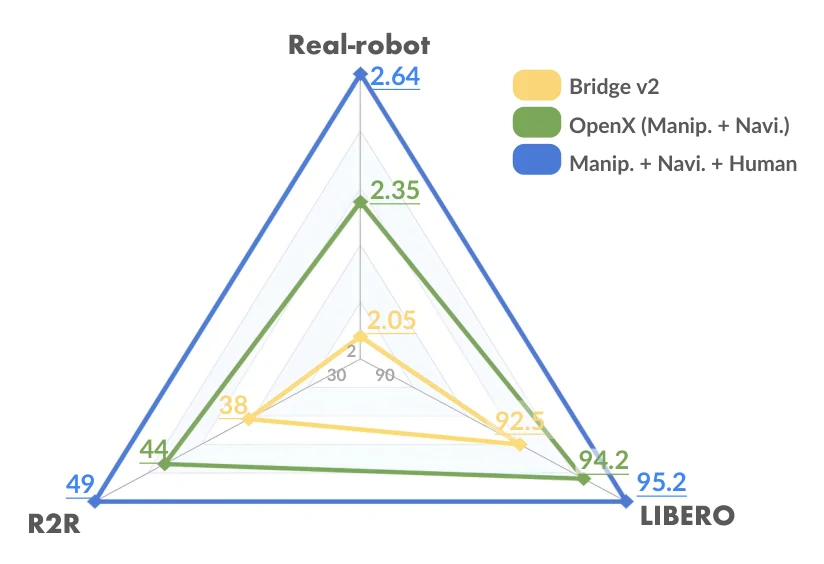 Real-robot
2.64
Bridge v2
OpenX (Manip. + Navi.)
Manip. + Navi. + Human
2.35
2.05
2
30
90
38
92.5
44
94.2
49
95.2
R2R
LIBERO